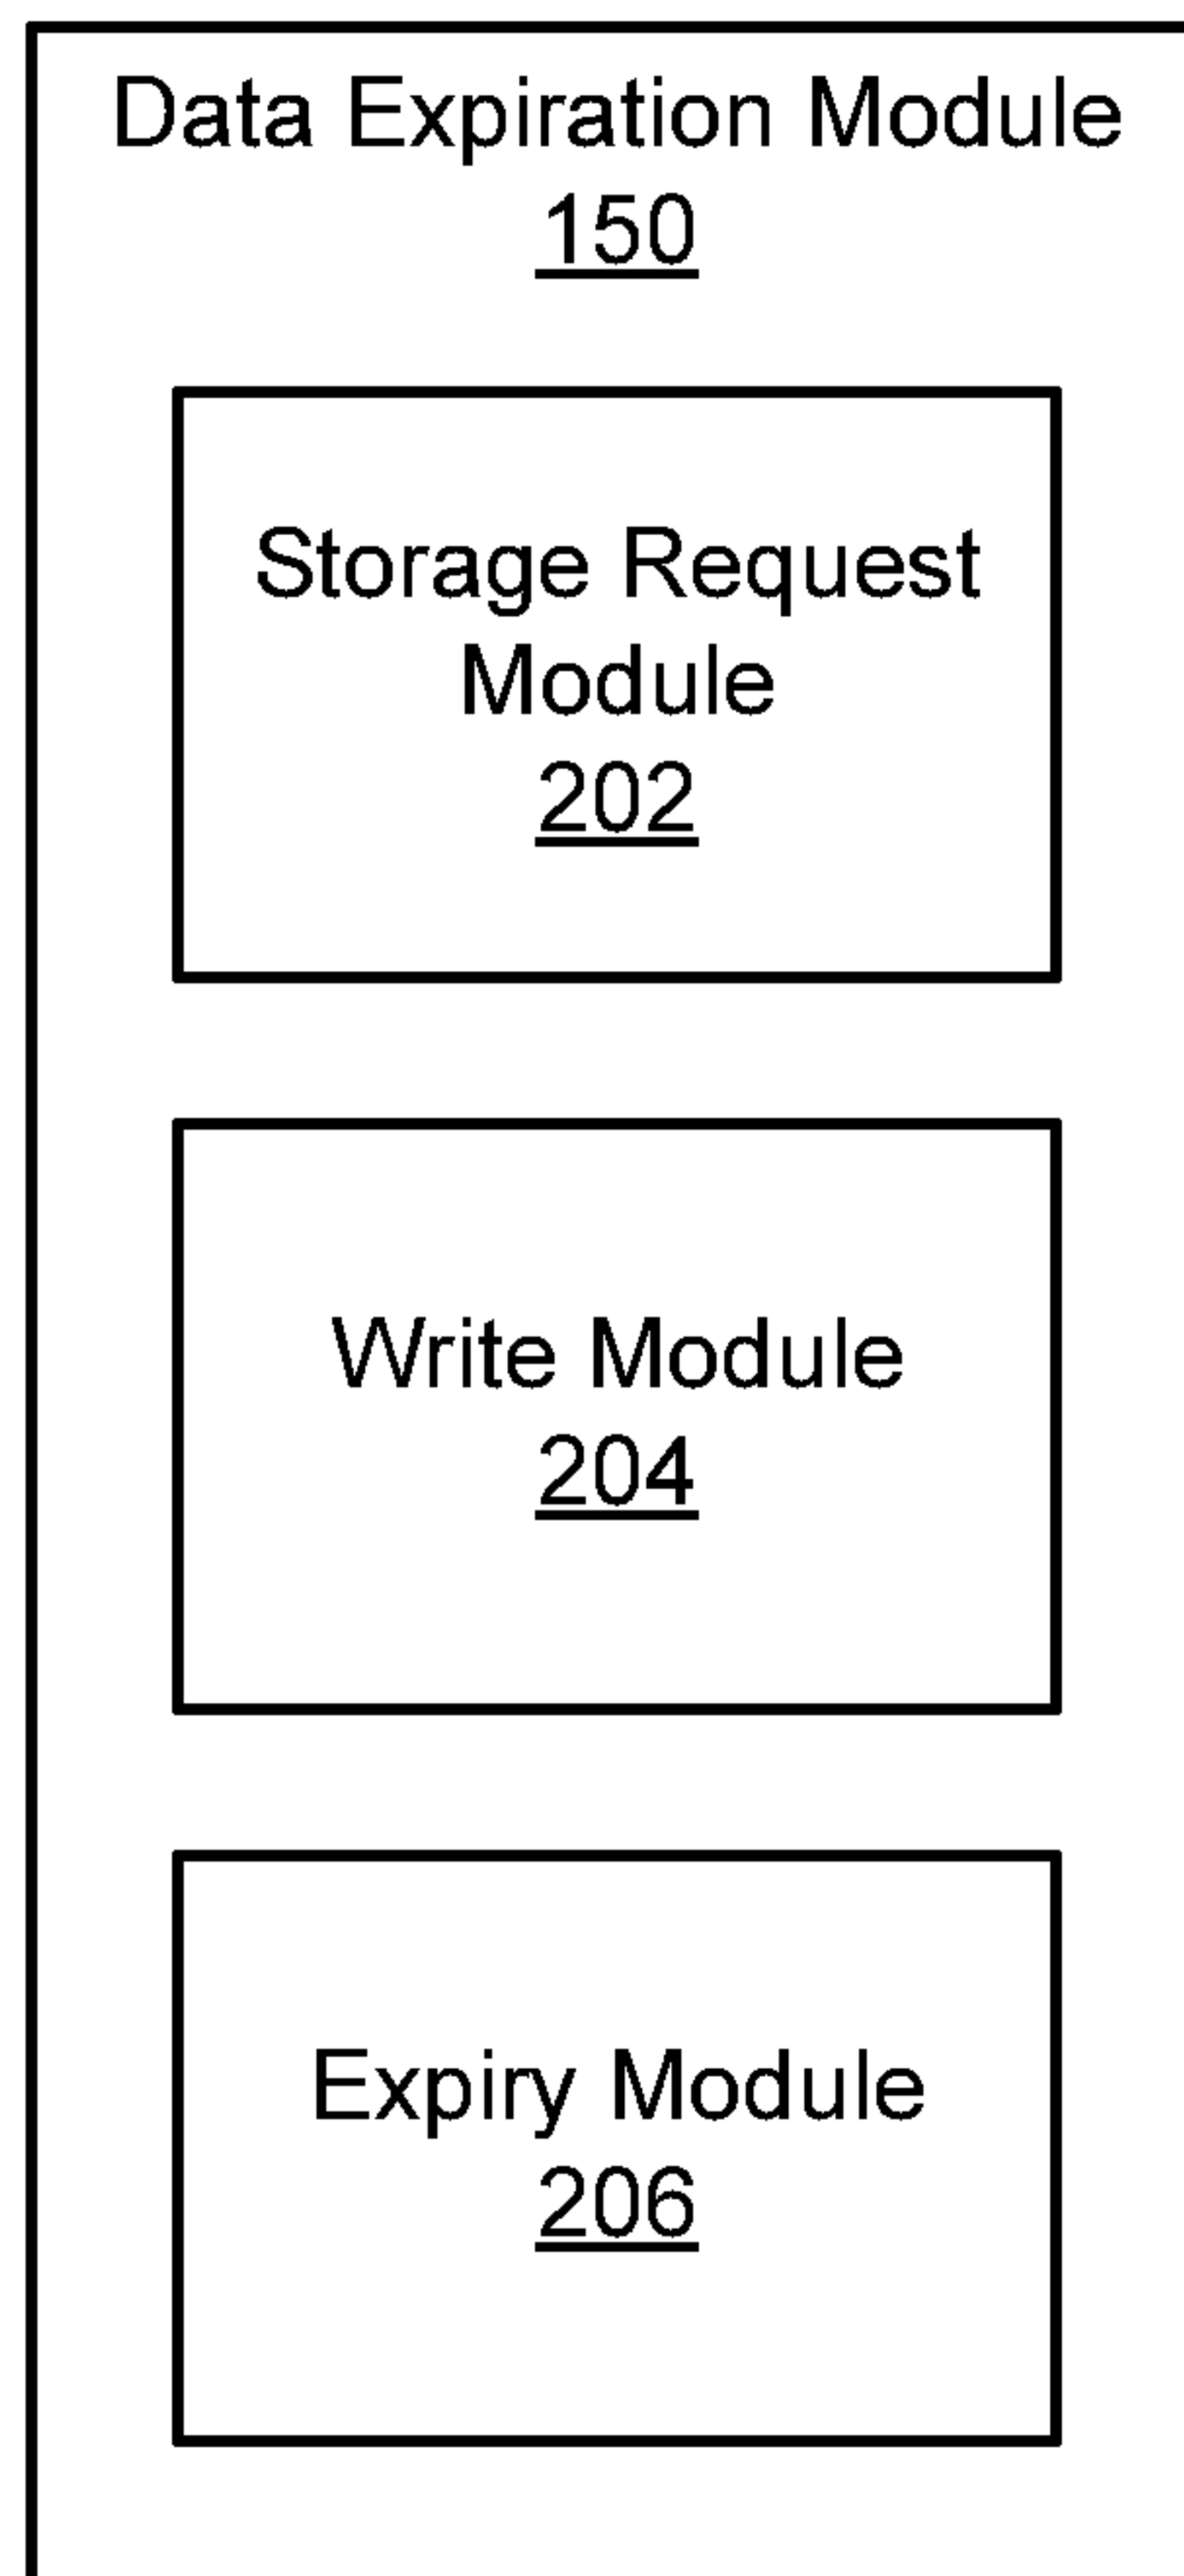 Data Expiration Module
150
Storage Request
Module
202
Write Module
204
Expiry Module
206